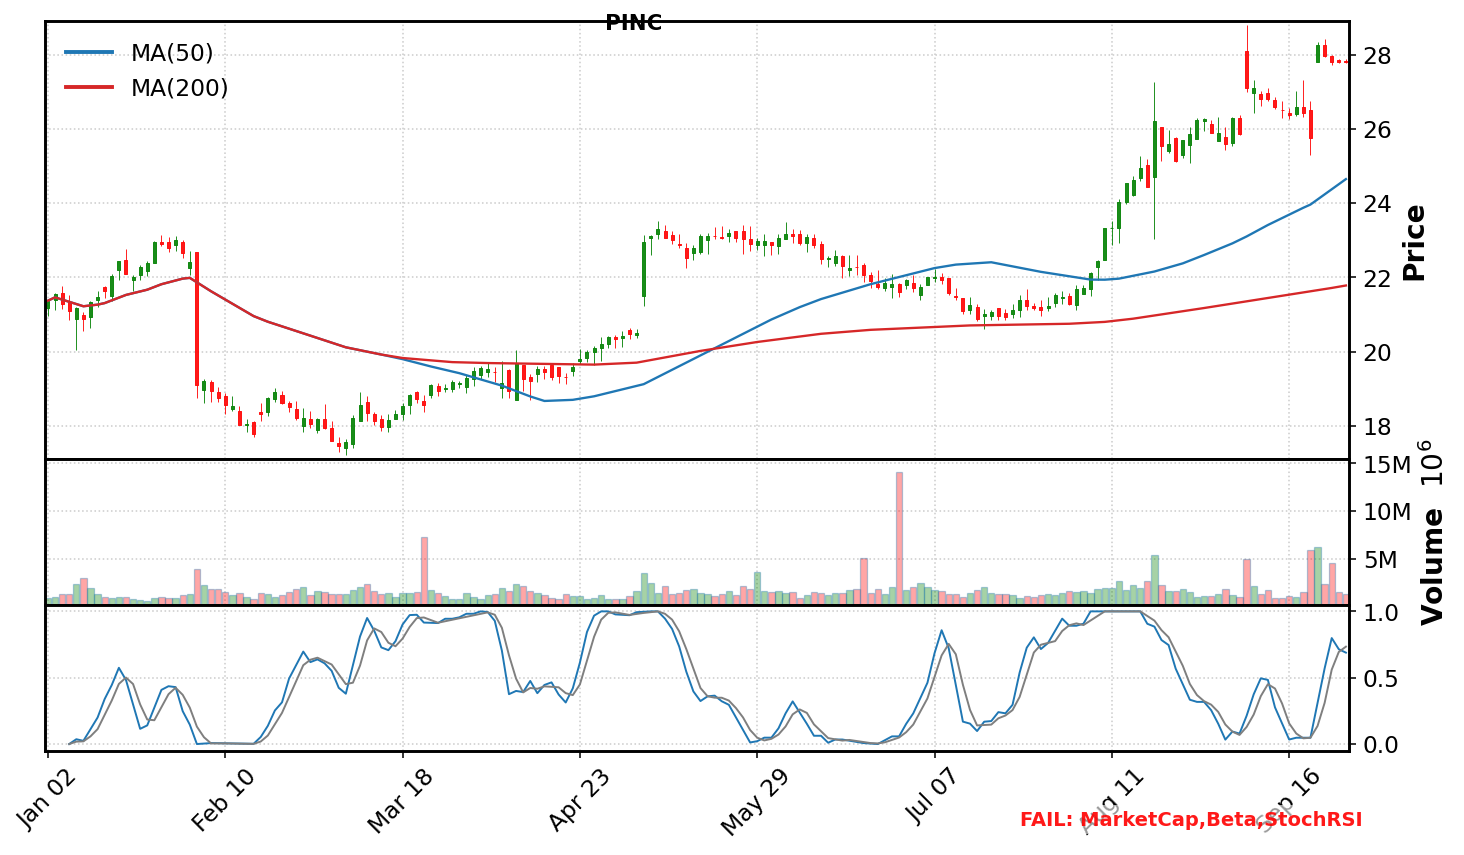 PINC
MA(50)
MA(200)
28
26
24
22
20
18
Price
15M
10M
5M
Volume 10^6
1.0
0.5
0.0
Jan 02
Feb 10
Mar 18
Apr 23
May 29
Jul 07
Aug 11
Sep 16
FAIL: MarketCap,Beta,StochRSI